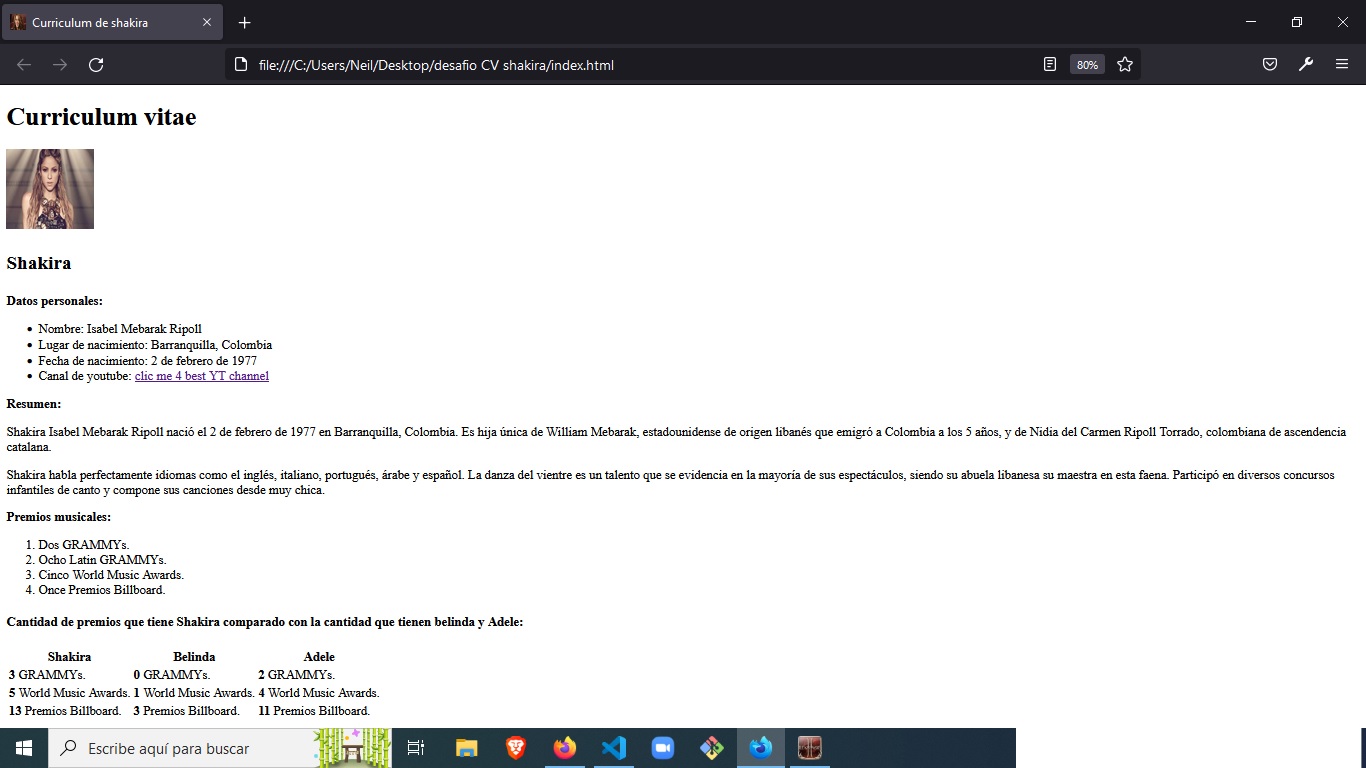 Curriculum de shakira
file:///C:/Users/Neil/Desktop/desafio CV shakira/index.html
80%
Curriculum vitae
Shakira
Datos personales:
Nombre: Isabel Mebarak Ripoll
Lugar de nacimiento: Barranquilla, Colombia
Fecha de nacimiento: 2 de febrero de 1977
Canal de youtube: clic me 4 best YT channel
Resumen:
Shakira Isabel Mebarak Ripoll nació el 2 de febrero de 1977 en Barranquilla, Colombia. Es hija única de William Mebarak, estadounidense de origen libanés que emigró a Colombia a los 5 años, y de Nidia del Carmen Ripoll Torrado, colombiana de ascendencia
catalana.
Shakira habla perfectamente idiomas como el inglés, italiano, portugués, árabe y español. La danza del vientre es un talento que se evidencia en la mayoría de sus espectáculos, siendo su abuela libanesa su maestra en esta faena. Participó en diversos concursos
infantiles de canto y compone sus canciones desde muy chica.
Premios musicales:
1. Dos GRAMMYs.
2. Ocho Latin GRAMMYs.
3. Cinco World Music Awards.
4. Once Premios Billboard.
Cantidad de premios que tiene Shakira comparado con la cantidad que tienen belinda y Adele:
Shakira Belinda Adele
3 GRAMMYs. 0 GRAMMYs. 2 GRAMMYs.
5 World Music Awards. 1 World Music Awards. 4 World Music Awards.
13 Premios Billboard. 3 Premios Billboard. 11 Premios Billboard.
Escribe aquí para buscar